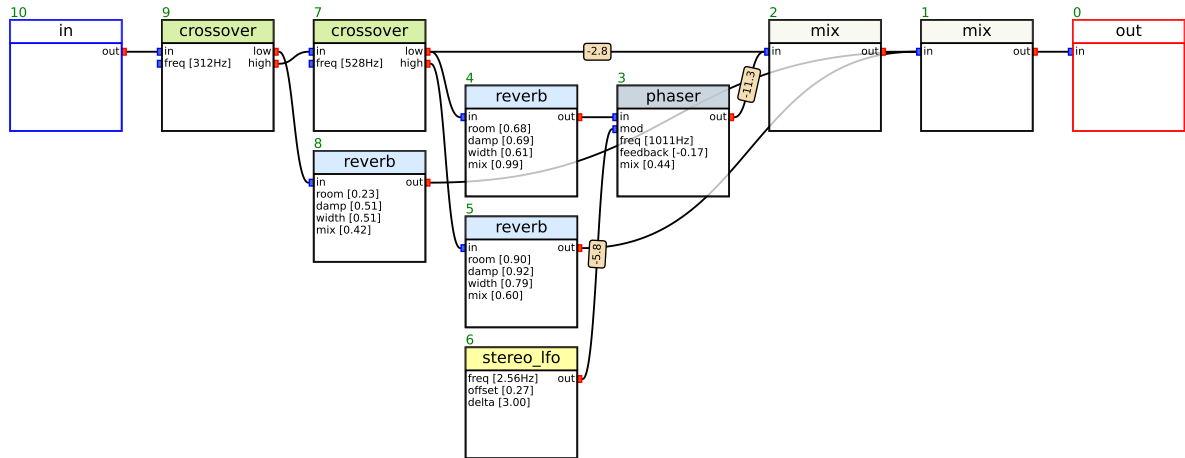 10
in
out
9
crossover
in
low
freq [312Hz]
high
7
crossover
in
low
freq [528Hz]
high
8
reverb
in
out
room [0.23]
damp [0.51]
width [0.51]
mix [0.42]
4
reverb
in
out
room [0.68]
damp [0.69]
width [0.61]
mix [0.99]
5
reverb
in
out
room [0.90]
damp [0.92]
width [0.79]
mix [0.60]
6
stereo_lfo
freq [2.56Hz]
out
offset [0.27]
delta [3.00]
-2.8
3
phaser
in
out
mod
freq [1011Hz]
feedback [-0.17]
mix [0.44]
-5.8
-11.3
2
mix
in
out
1
mix
in
out
0
out
in